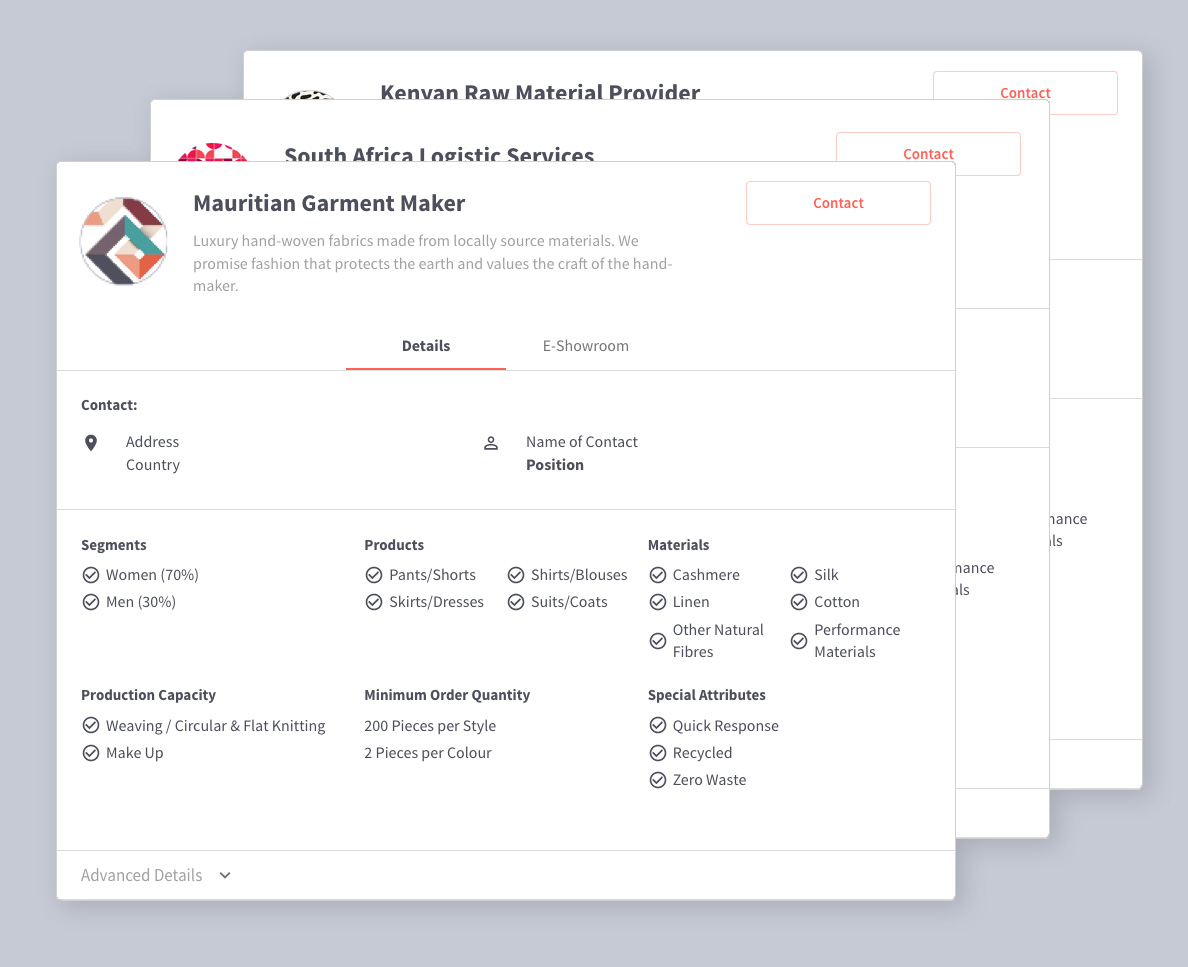 Kenyan Raw Material Provider
Contact
South Africa Logistic Services
Contact
Mauritian Garment Maker
Contact
Luxury hand-woven fabrics made from locally source materials. We
promise fashion that protects the earth and values the craft of the hand-
maker.
Details
E-Showroom
Contact:
Address
Country
Name of Contact
Position
Segments
Women (70%)
Men (30%)
Products
Pants/Shorts
Shirts/Blouses
Skirts/Dresses
Suits/Coats
Materials
Cashmere
Silk
Linen
Cotton
Other Natural
Fibres
Performance
Materials
Production Capacity
Weaving / Circular & Flat Knitting
Make Up
Minimum Order Quantity
200 Pieces per Style
2 Pieces per Colour
Special Attributes
Quick Response
Recycled
Zero Waste
Advanced Details